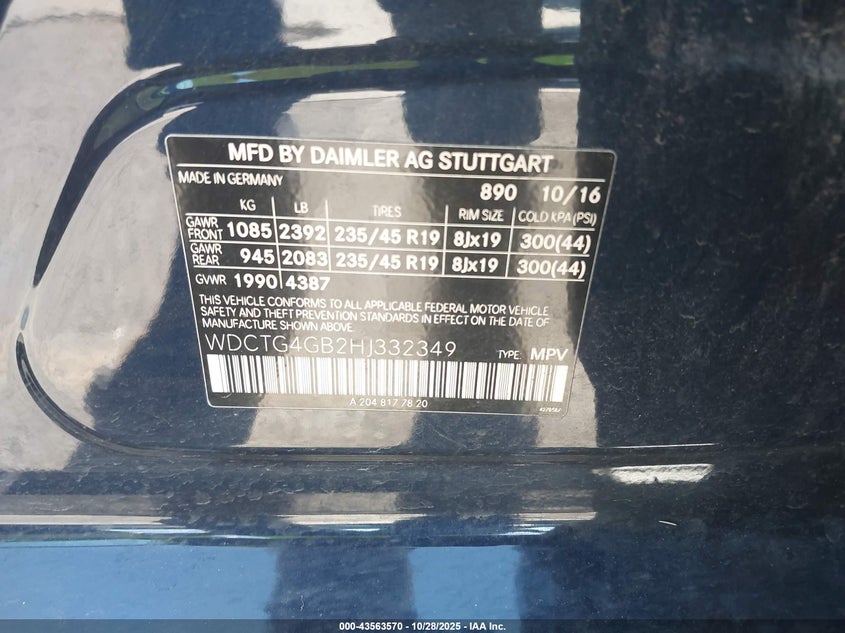 MFD BY DAIMLER AG STUTTGART
MADE IN GERMANY 890 10/16
KG LB TIRES RIM SIZE COLD KPA (PSI)
GAWR FRONT 1085 2392 235/45 R19 8Jx19 300(44)
GAWR REAR 945 2083 235/45 R19 8Jx19 300(44)
GVWR 1990 4387
THIS VEHICLE CONFORMS TO ALL APPLICABLE FEDERAL MOTOR VEHICLE
SAFETY AND THEFT PREVENTION STANDARDS IN EFFECT ON THE DATE OF
MANUFACTURE SHOWN ABOVE.
WDCTG4GB2HJ332349 TYPE: MPV
A 204 817 78 20
000-43563570 - 10/28/2025 - IAA Inc.